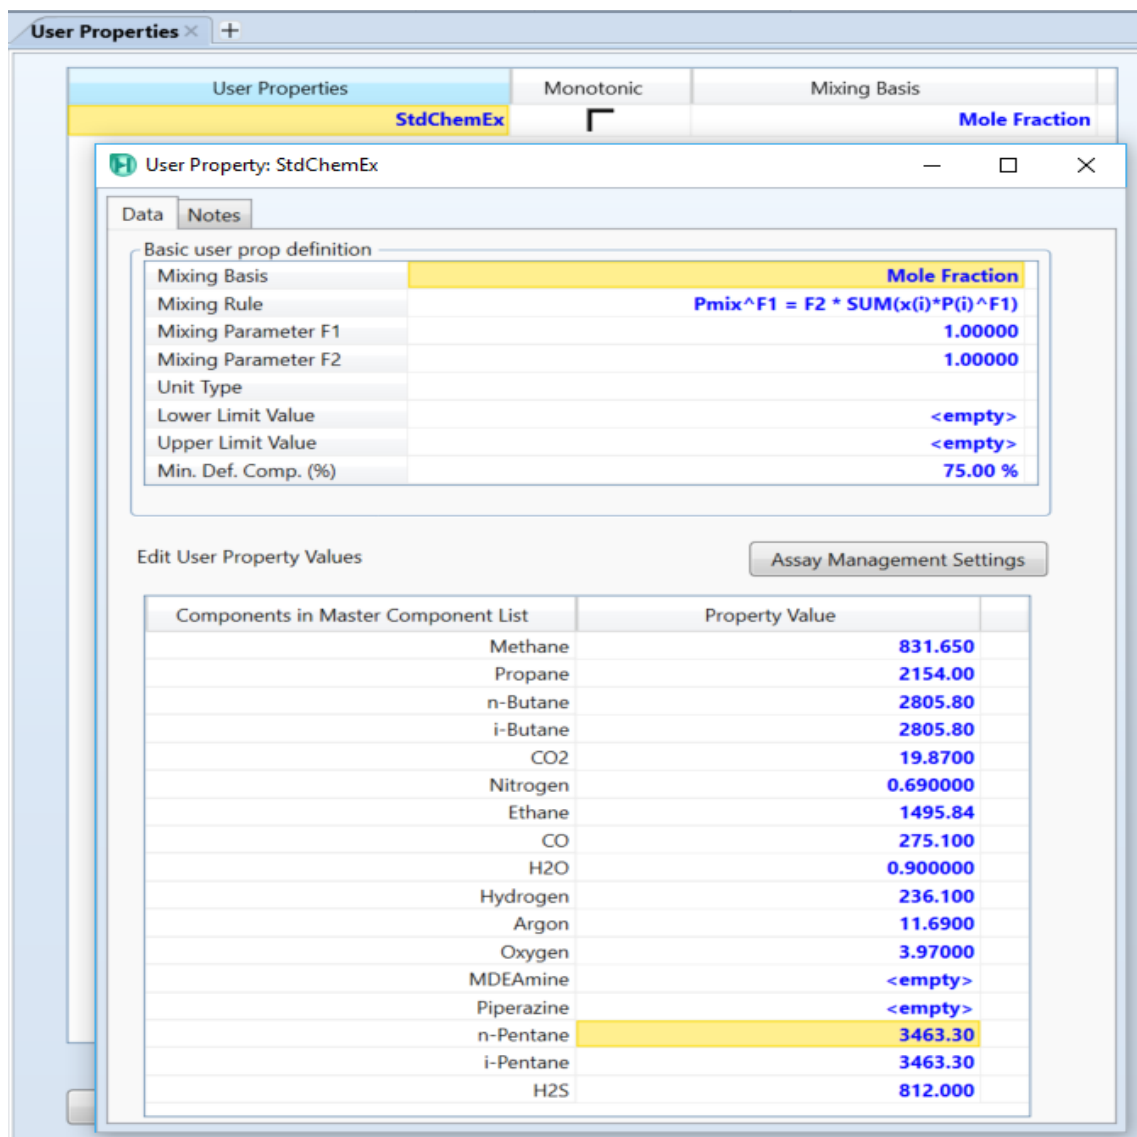 User Properties
User Properties Monotonic Mixing Basis
StdChemEx Mole Fraction
User Property: StdChemEx
Data Notes
Basic user prop definition
Mixing Basis Mole Fraction
Mixing Rule Pmix^F1 = F2 * SUM(x(i)*P(i)^F1)
Mixing Parameter F1 1.00000
Mixing Parameter F2 1.00000
Unit Type
Lower Limit Value <empty>
Upper Limit Value <empty>
Min. Def. Comp. (%) 75.00 %
Edit User Property Values Assay Management Settings
Components in Master Component List Property Value
Methane 831.650
Propane 2154.00
n-Butane 2805.80
i-Butane 2805.80
CO2 19.8700
Nitrogen 0.690000
Ethane 1495.84
CO 275.100
H2O 0.900000
Hydrogen 236.100
Argon 11.6900
Oxygen 3.97000
MDEAmine <empty>
Piperazine <empty>
n-Pentane 3463.30
i-Pentane 3463.30
H2S 812.000